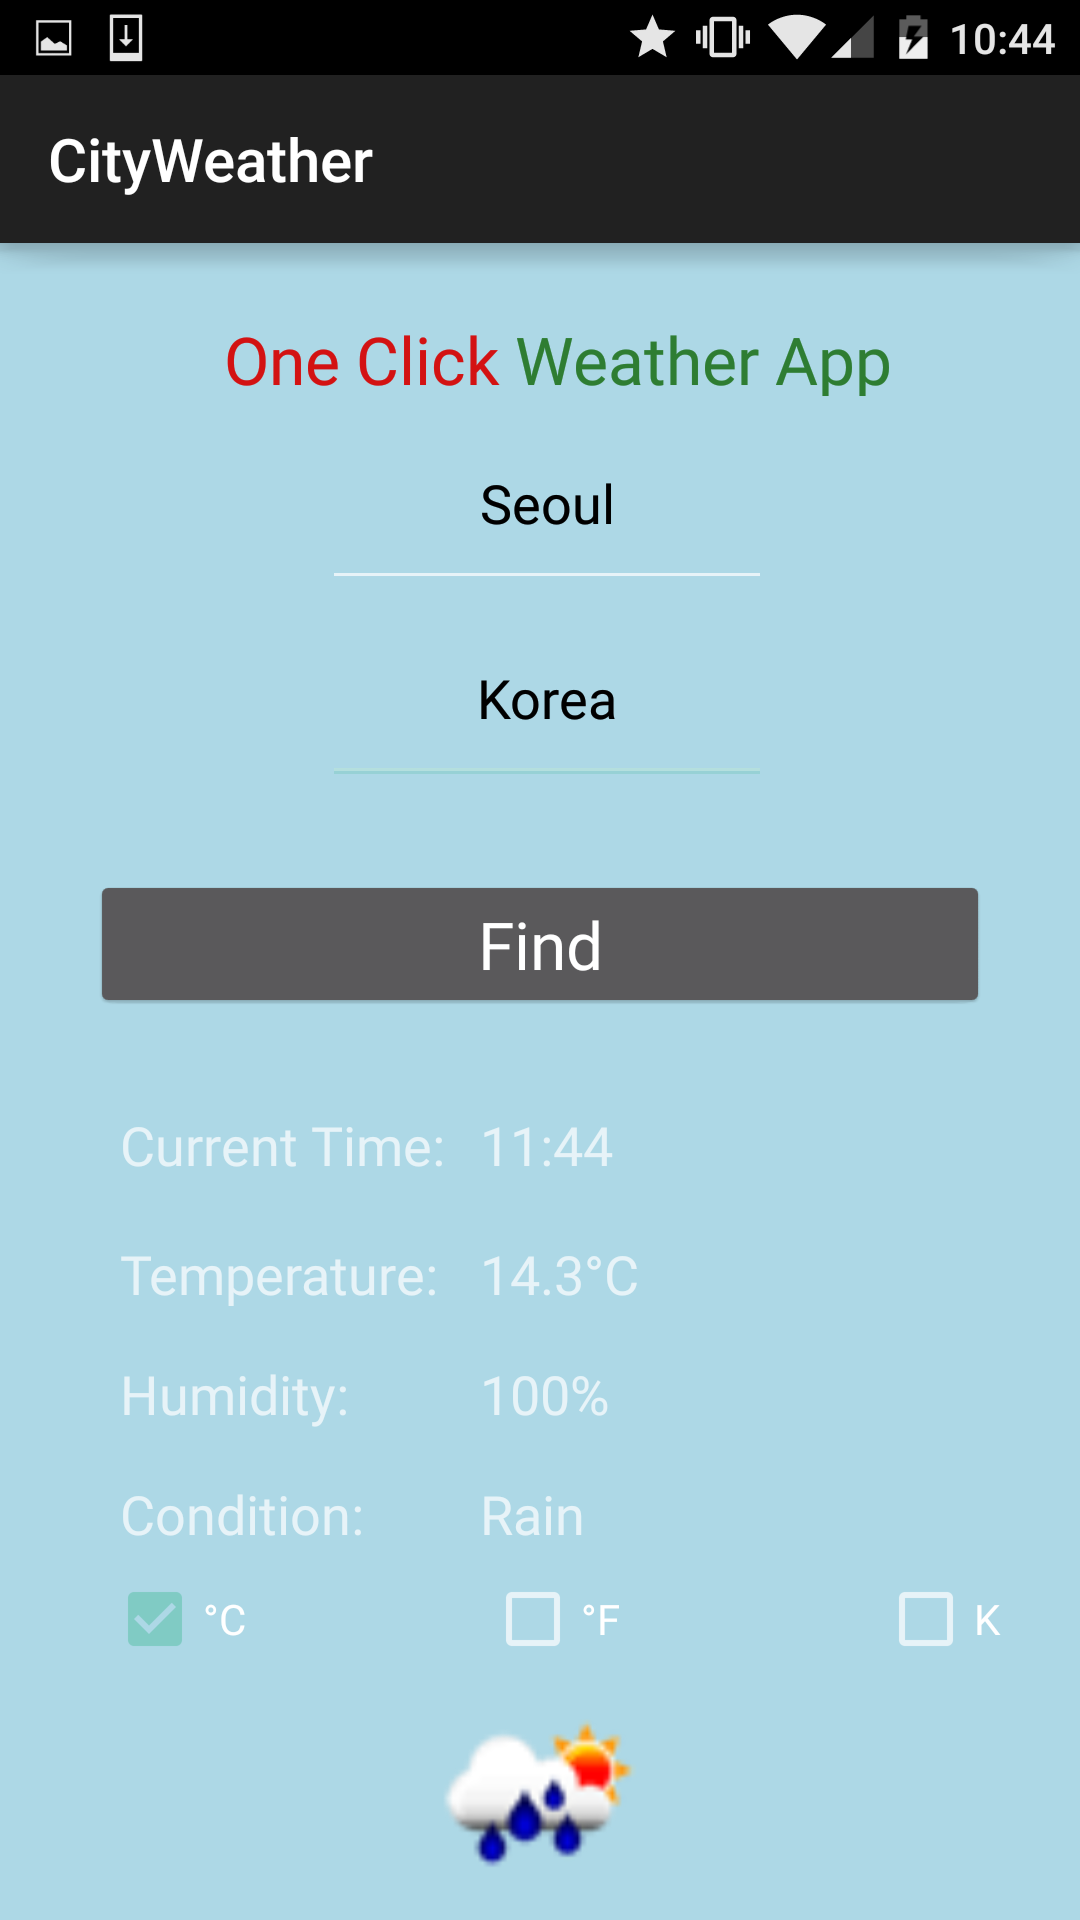 10:44
CityWeather
One Click Weather App
Seoul
Korea
Find
Current Time: 11:44
Temperature: 14.3°C
Humidity: 100%
Condition: Rain
°C °F K